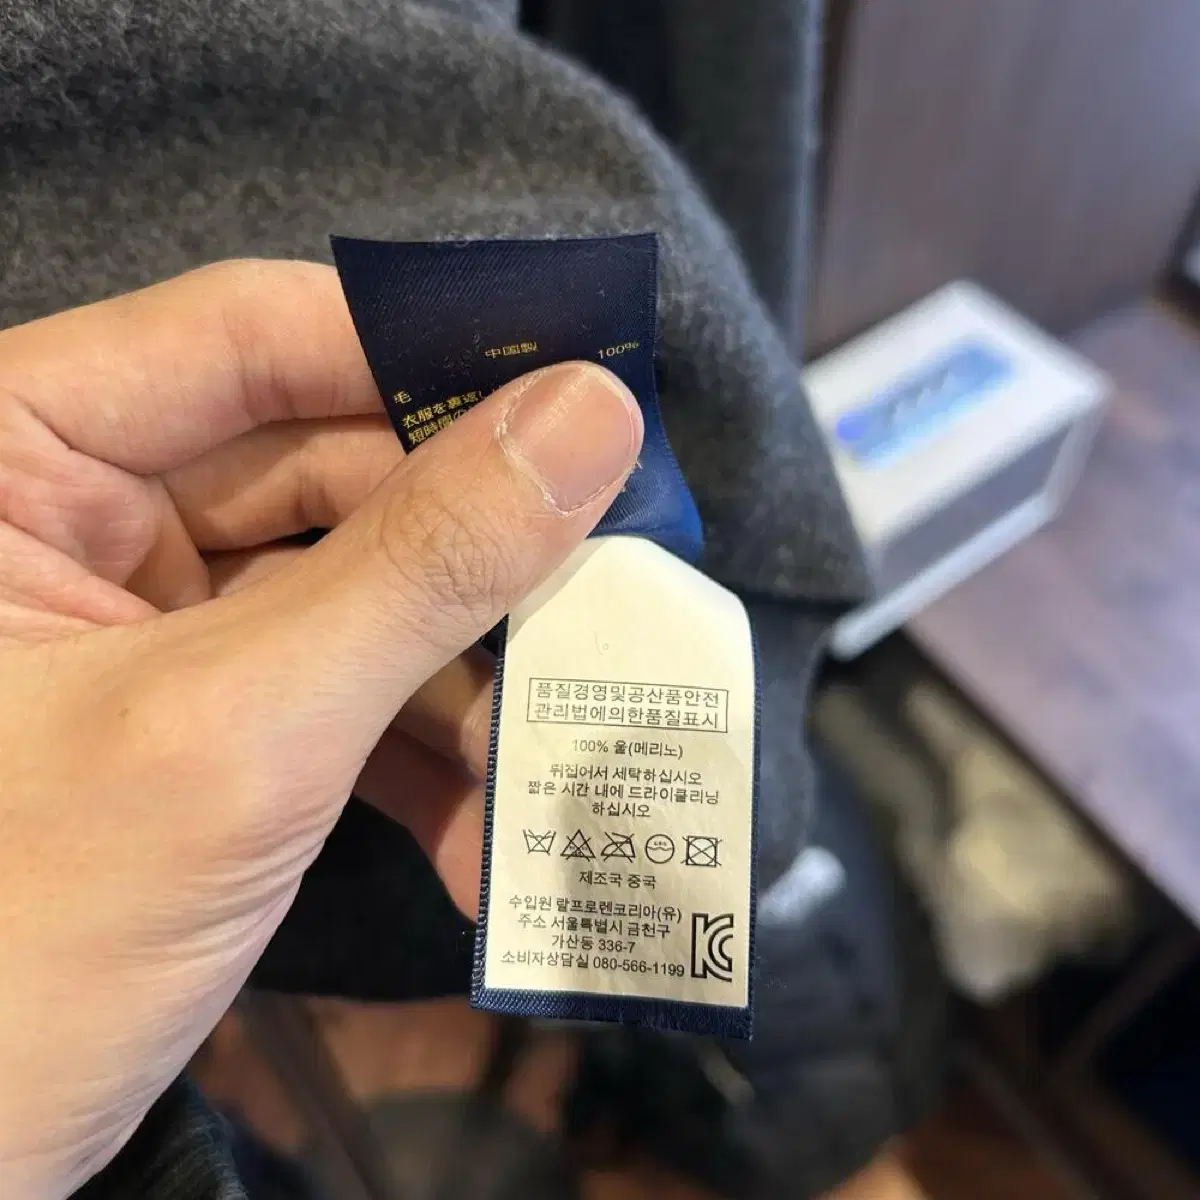 中国製
毛 100%
衣服を裏返し
短時間の
품질경영및공산품안전
관리법에의한품질표시
100% 울(메리노)
뒤집어서 세탁하십시오
짧은 시간 내에 드라이클리닝
하십시오
제조국 중국
수입원 랄프로렌코리아(유)
주소 서울특별시 금천구
가산동 336-7
소비자상담실 080-566-1199